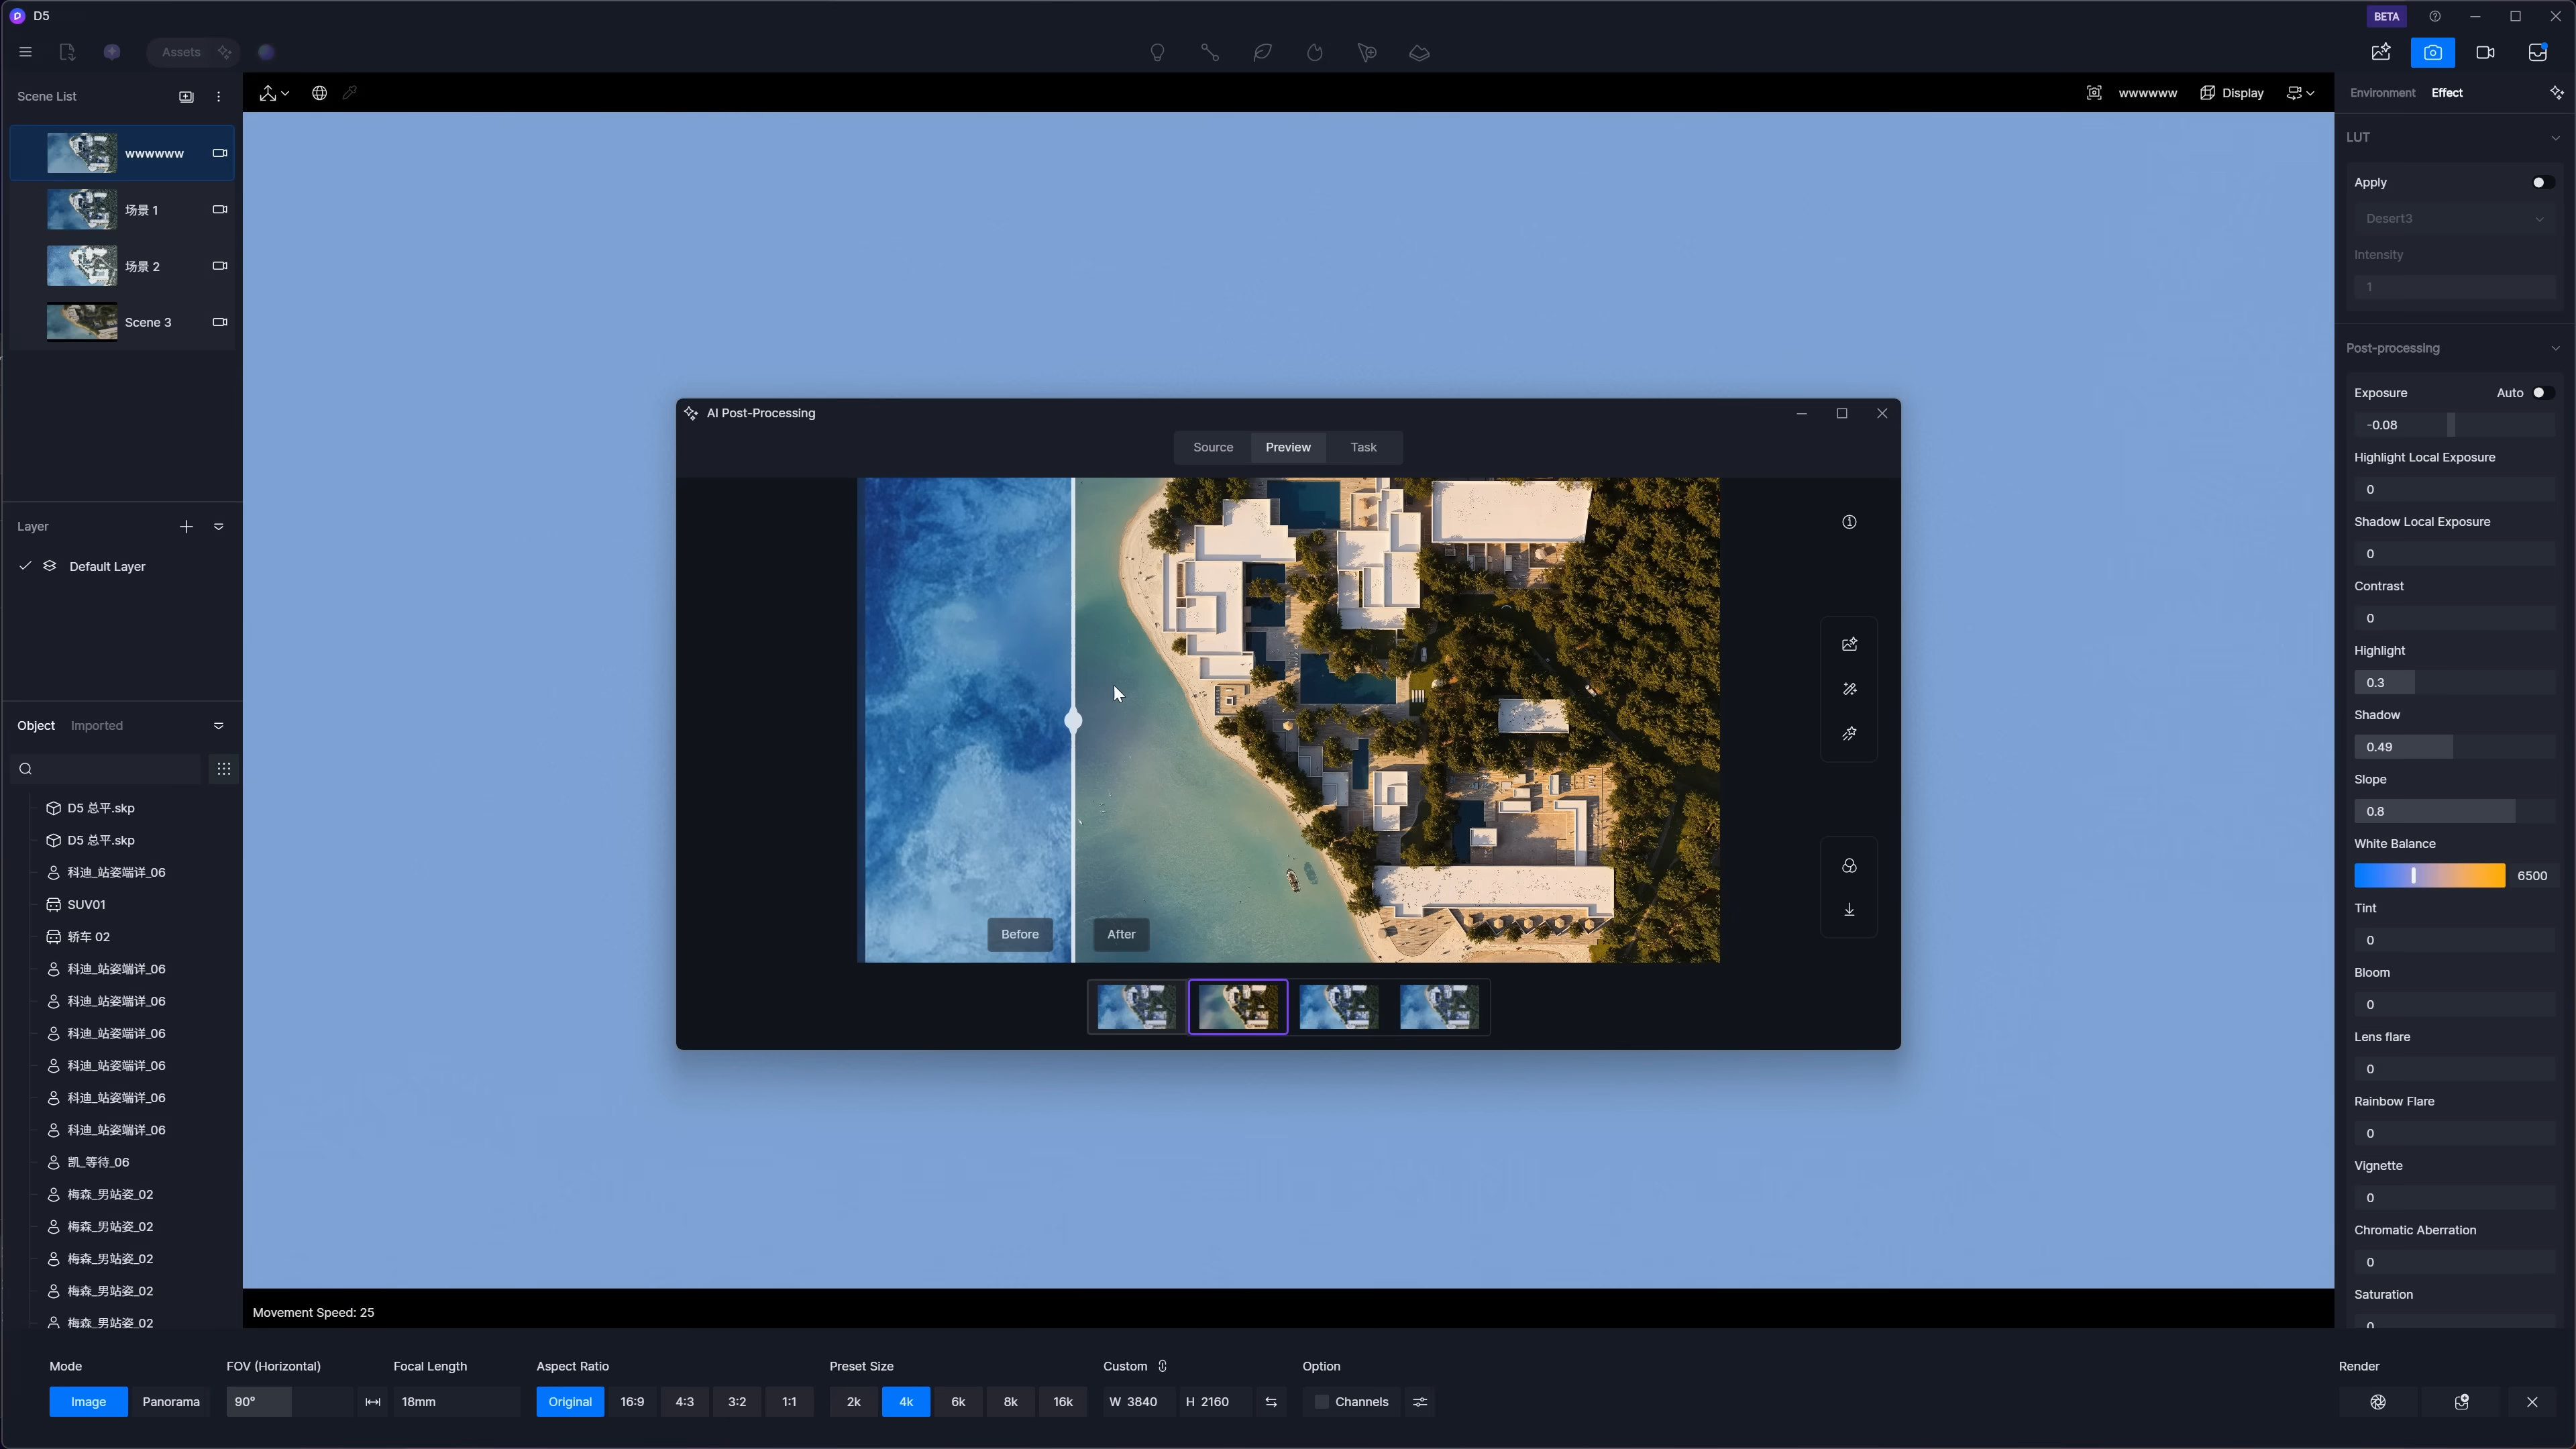 D5
BETA
Assets
Scene List
wwwwww
Display
Environment
Effect
wwwwww
场景 1
场景 2
Scene 3
LUT
Apply
Desert3
Intensity
1
Post-processing
Exposure
Auto
-0.08
Highlight Local Exposure
0
Shadow Local Exposure
0
Contrast
0
Highlight
0.3
Shadow
0.49
Slope
0.8
White Balance
6500
Tint
0
Bloom
0
Lens flare
0
Rainbow Flare
0
Vignette
0
Chromatic Aberration
0
Saturation
0
AI Post-Processing
Source
Preview
Task
Before
After
Layer
Default Layer
Object
Imported
D5 总平.skp
D5 总平.skp
科迪_站姿端详_06
SUV01
轿车 02
科迪_站姿端详_06
科迪_站姿端详_06
科迪_站姿端详_06
科迪_站姿端详_06
科迪_站姿端详_06
科迪_站姿端详_06
凯_等待_06
梅森_男站姿_02
梅森_男站姿_02
梅森_男站姿_02
梅森_男站姿_02
梅森_男站姿_02
Movement Speed: 25
Mode
FOV (Horizontal)
Focal Length
Aspect Ratio
Preset Size
Custom
Option
Render
Image
Panorama
90°
18mm
Original
16:9
4:3
3:2
1:1
2k
4k
6k
8k
16k
W 3840
H 2160
Channels